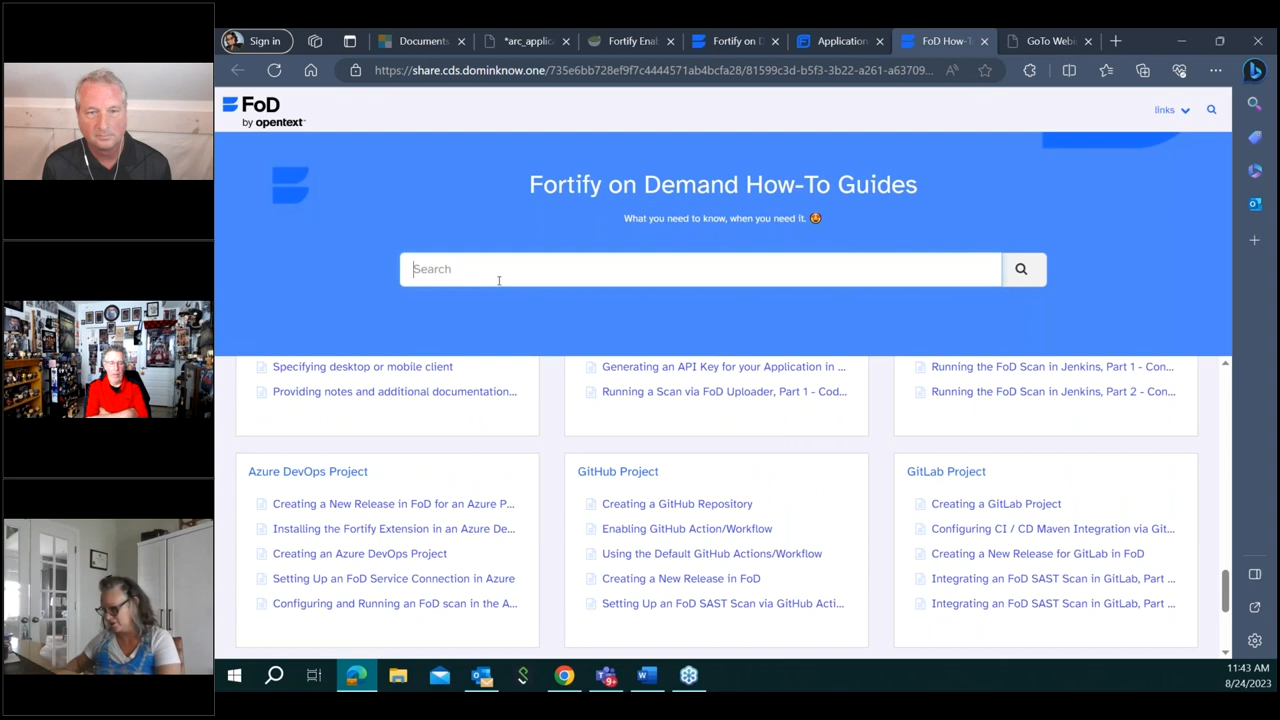 Sign in
Documents
*arc_applic
Fortify Enal
Fortify on D
Application
FoD How-T
GoTo Webi
https://share.cds.dominknow.one/735e6bb728ef9f7c4444571ab4bcfa28/81599c3d-b5f3-3b22-a261-a63709...
FoD
by opentext™
links
Fortify on Demand How-To Guides
What you need to know, when you need it. 🤩
Search
Specifying desktop or mobile client
Providing notes and additional documentation...
Generating an API Key for your Application in ...
Running a Scan via FoD Uploader, Part 1 - Cod...
Running the FoD Scan in Jenkins, Part 1 - Con...
Running the FoD Scan in Jenkins, Part 2 - Con...
Azure DevOps Project
Creating a New Release in FoD for an Azure P...
Installing the Fortify Extension in an Azure De...
Creating an Azure DevOps Project
Setting Up an FoD Service Connection in Azure
Configuring and Running an FoD scan in the A...
GitHub Project
Creating a GitHub Repository
Enabling GitHub Action/Workflow
Using the Default GitHub Actions/Workflow
Creating a New Release in FoD
Setting Up an FoD SAST Scan via GitHub Acti...
GitLab Project
Creating a GitLab Project
Configuring CI / CD Maven Integration via Git...
Creating a New Release for GitLab in FoD
Integrating an FoD SAST Scan in GitLab, Part ...
Integrating an FoD SAST Scan in GitLab, Part ...
9+
11:43 AM
8/24/2023